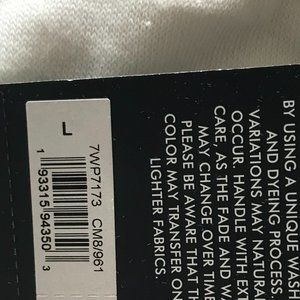 L
7WP7173 CM8/961
1 93315 94350 3
BY USING A UNIQUE WASH
AND DYEING PROCESS
VARIATIONS MAY NATURAL
OCCUR. HANDLE WITH EXT
CARE, AS THE FADE AND W
MAY CHANGE OVER TIME
PLEASE BE AWARE THAT TH
COLOR MAY TRANSFER ON
LIGHTER FABRICS.